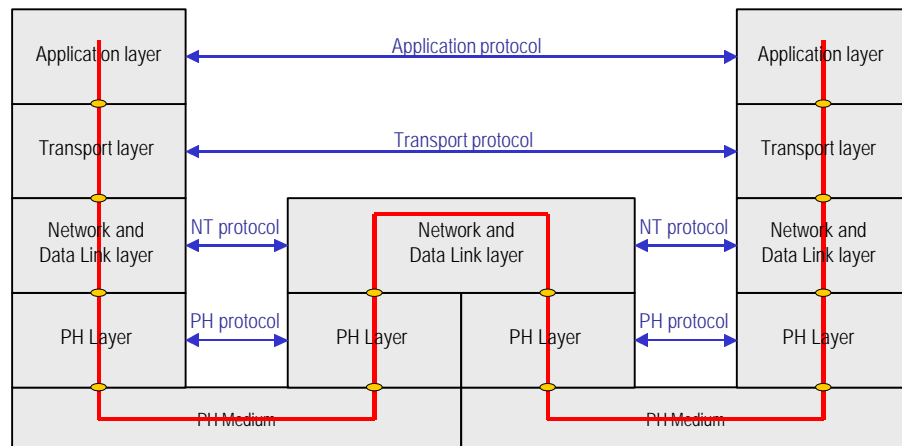 Application layer
Application protocol
Application layer
Transport layer
Transport protocol
Transport layer
Network and
Data Link layer
NT protocol
Network and
Data Link layer
NT protocol
Network and
Data Link layer
PH Layer
PH protocol
PH Layer
PH Layer
PH protocol
PH Layer
PH Medium
PH Medium